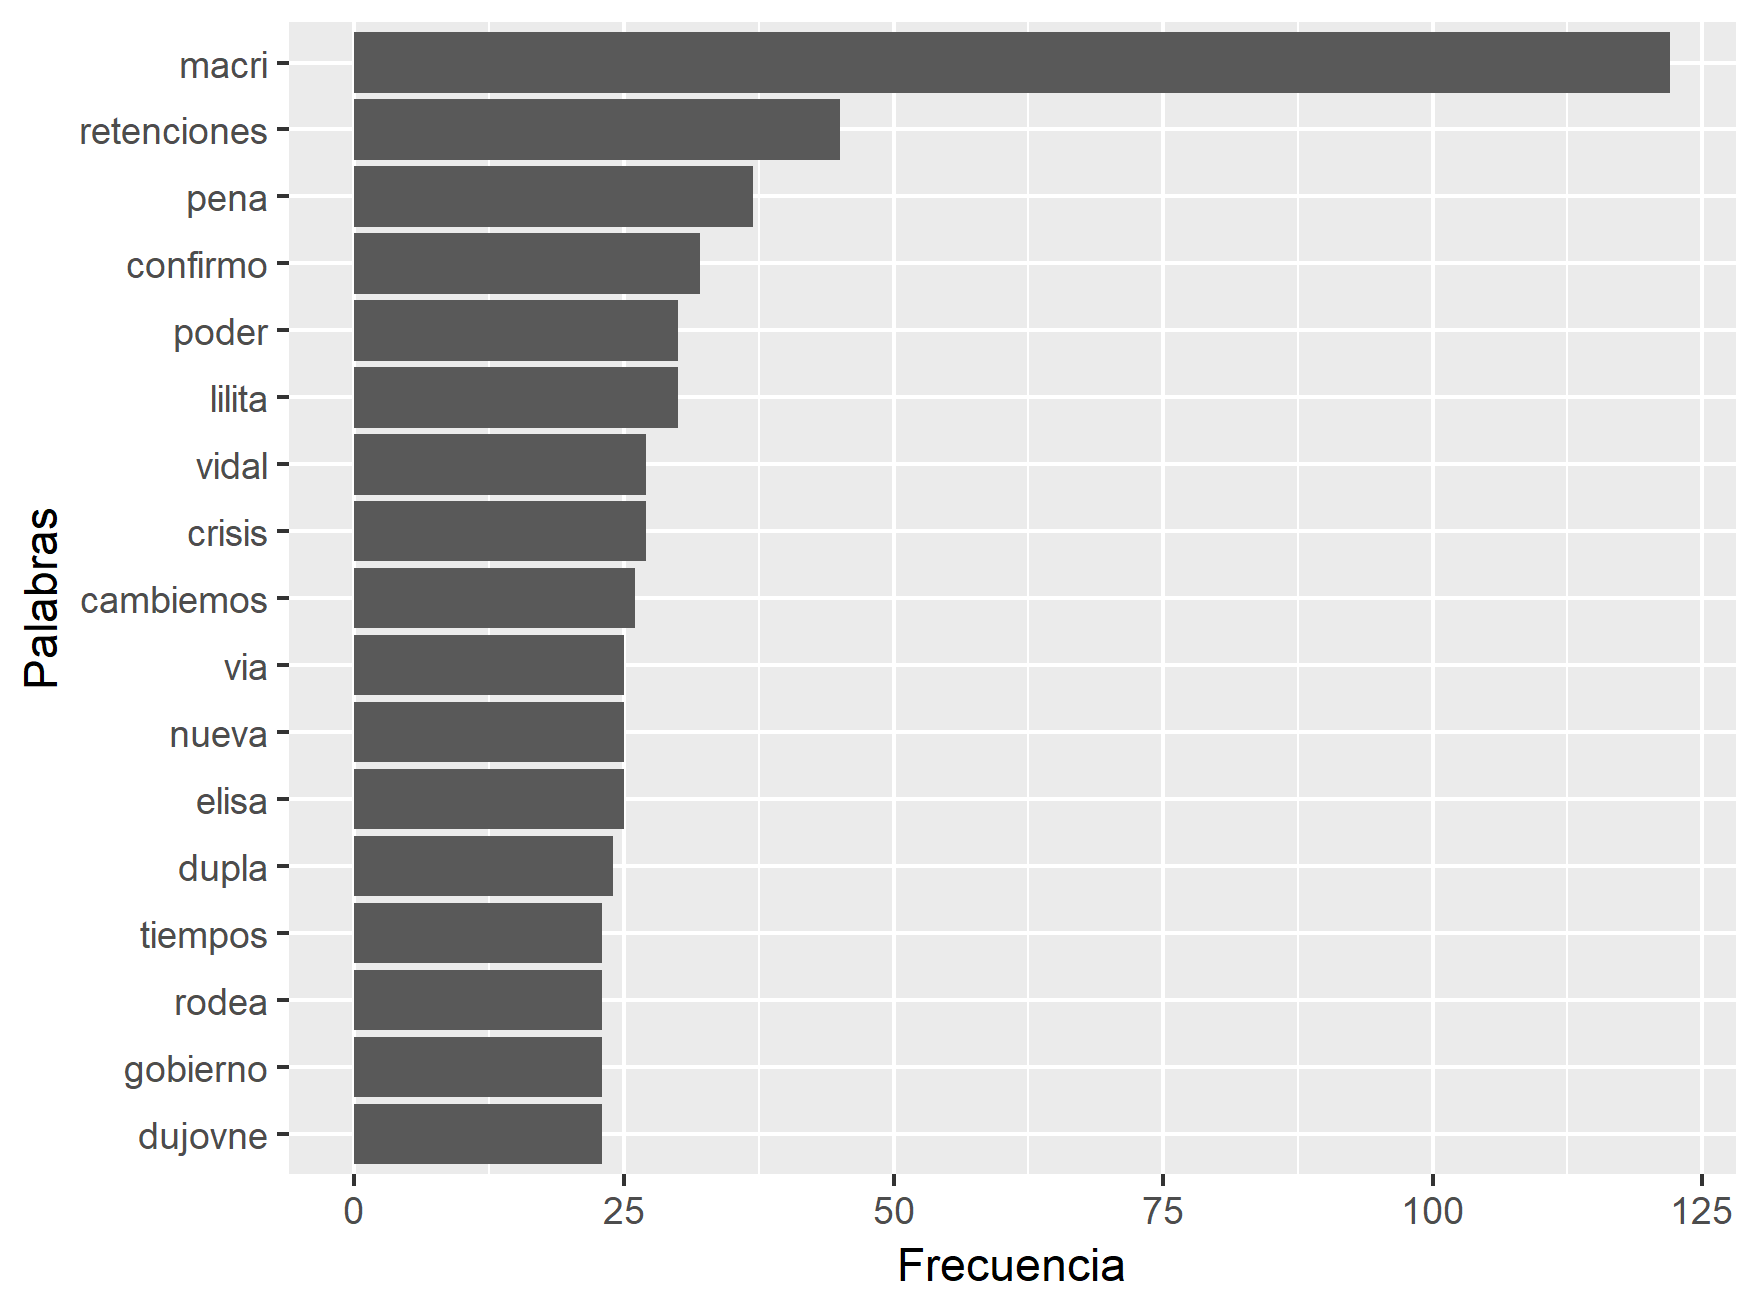 Palabras
macri
retenciones
pena
confirmo
poder
lilita
vidal
crisis
cambiemos
via
nueva
elisa
dupla
tiempos
rodea
gobierno
dujovne
0 25 50 75 100 125
Frecuencia